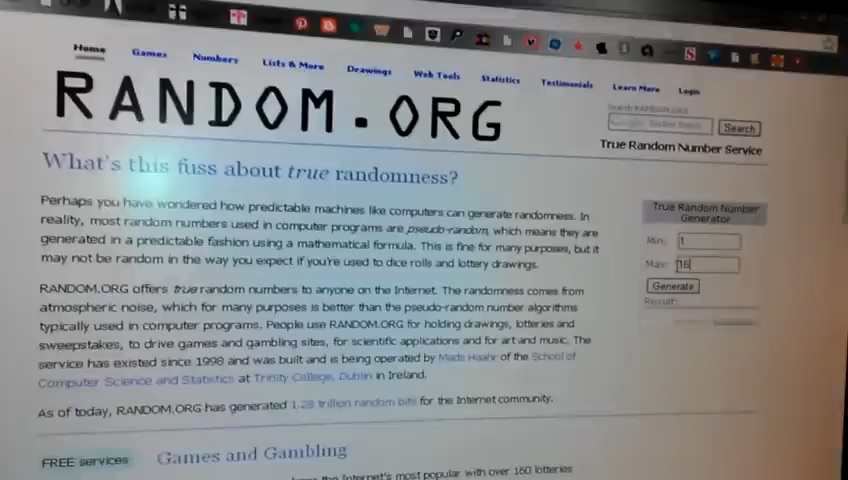 Home Games Numbers Lists & More Drawings Web Tools Statistics Testimonials Learn More Login
RANDOM.ORG
Search RANDOM.ORG
Search
True Random Number Service
What's this fuss about true randomness?
Perhaps you have wondered how predictable machines like computers can generate randomness. In
reality, most random numbers used in computer programs are pseudo-random, which means they are
generated in a predictable fashion using a mathematical formula. This is fine for many purposes, but it
may not be random in the way you expect if you're used to dice rolls and lottery drawings.
RANDOM.ORG offers true random numbers to anyone on the Internet. The randomness comes from
atmospheric noise, which for many purposes is better than the pseudo-random number algorithms
typically used in computer programs. People use RANDOM.ORG for holding drawings, lotteries and
sweepstakes, to drive games and gambling sites, for scientific applications and for art and music. The
service has existed since 1998 and was built and is being operated by Mads Haahr of the School of
Computer Science and Statistics at Trinity College, Dublin in Ireland.
As of today, RANDOM.ORG has generated 1.28 trillion random bits for the Internet community.
True Random Number
Generator
Min: 1
Max: 16
Generate
Result:
FREE services
Games and Gambling
the Internet's most popular with over 160 lotteries